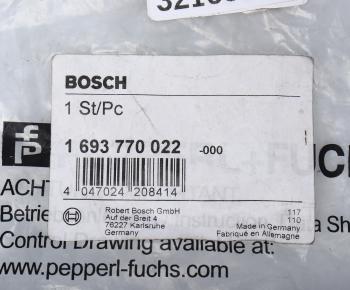 BOSCH
1 St/Pc
1 693 770 022 -000
4 047024 208414
Robert Bosch GmbH
Auf der Breit 4
76227 Karlsruhe
Germany
117
110
Made in Germany
Fabriqué en Allemagne
FUC
ACHT
Betrie
Control Drawing available at:
www.pepperl-fuchs.com